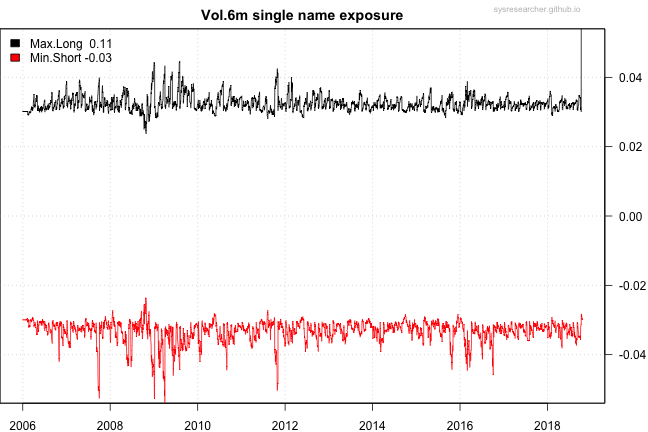 Vol.6m single name exposure
sysresearcher.github.io
Max.Long 0.11
Min.Short -0.03
0.04
0.02
0.00
-0.02
-0.04
2006 2008 2010 2012 2014 2016 2018